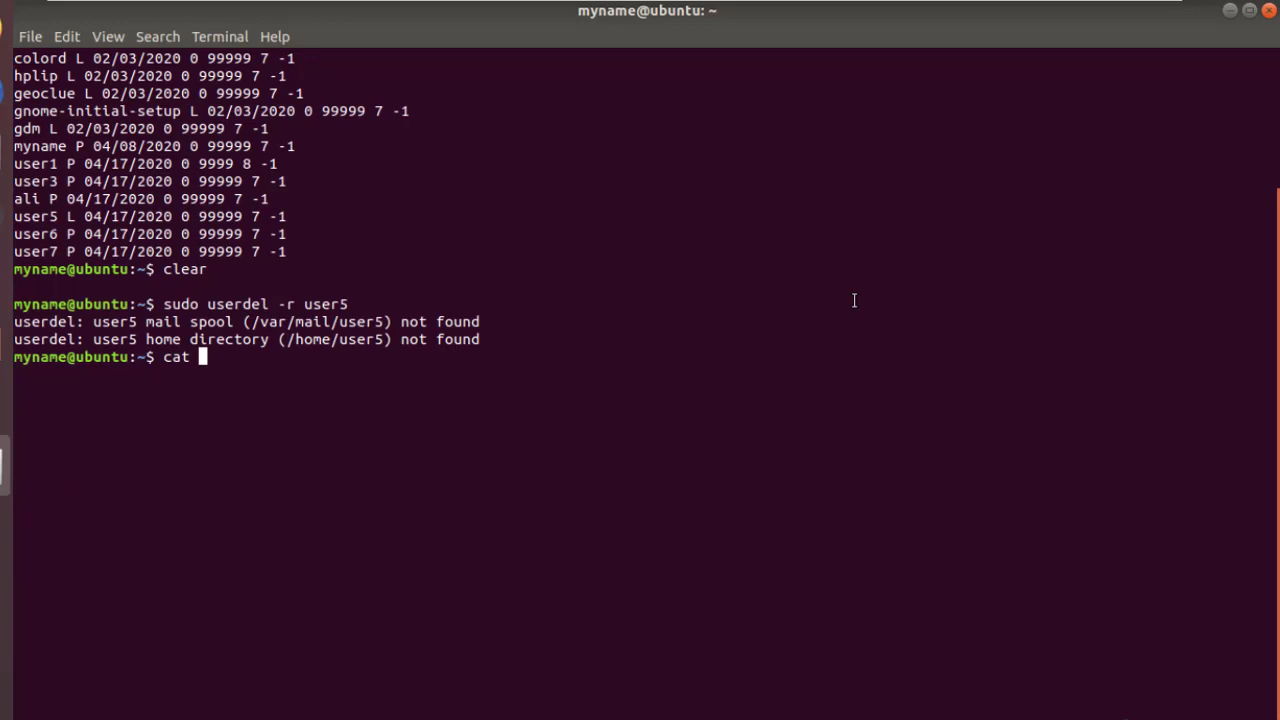 myname@ubuntu: ~
File Edit View Search Terminal Help
colord L 02/03/2020 0 99999 7 -1
hplip L 02/03/2020 0 99999 7 -1
geoclue L 02/03/2020 0 99999 7 -1
gnome-initial-setup L 02/03/2020 0 99999 7 -1
gdm L 02/03/2020 0 99999 7 -1
myname P 04/08/2020 0 99999 7 -1
user1 P 04/17/2020 0 9999 8 -1
user3 P 04/17/2020 0 99999 7 -1
ali P 04/17/2020 0 99999 7 -1
user5 L 04/17/2020 0 99999 7 -1
user6 P 04/17/2020 0 99999 7 -1
user7 P 04/17/2020 0 99999 7 -1
myname@ubuntu:~$ clear
myname@ubuntu:~$ sudo userdel -r user5
userdel: user5 mail spool (/var/mail/user5) not found
userdel: user5 home directory (/home/user5) not found
myname@ubuntu:~$ cat